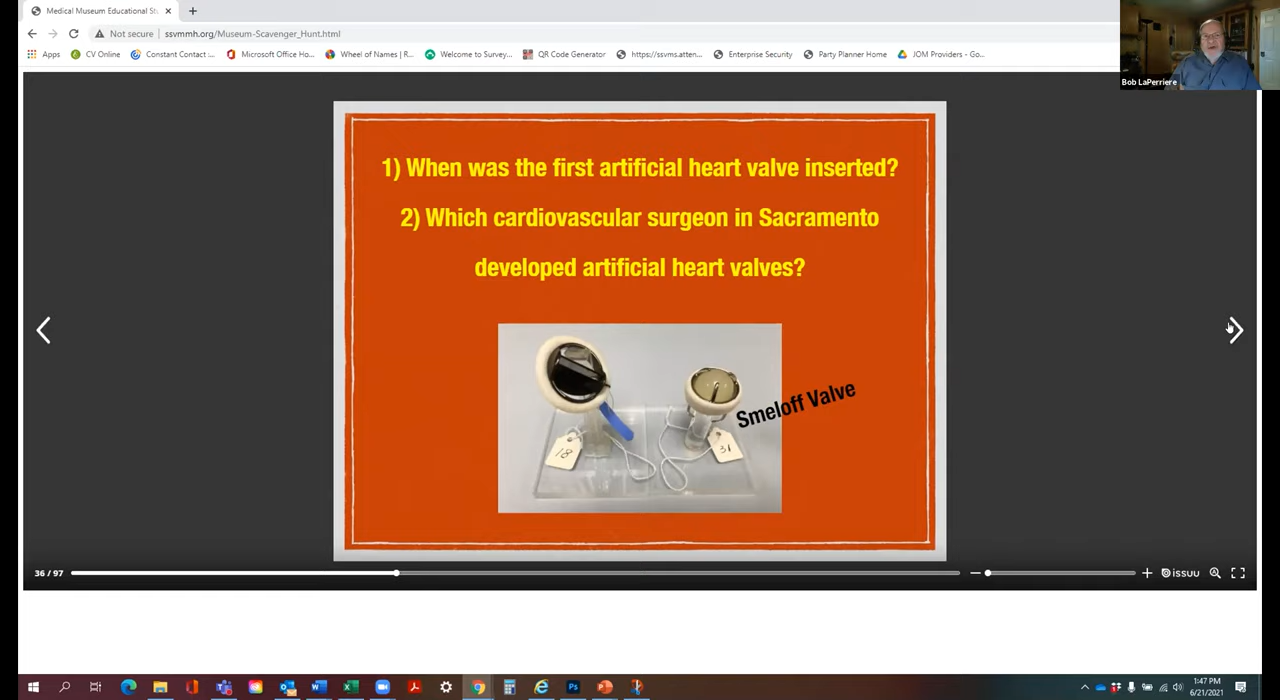 Medical Museum Educational St
Not secure | ssvmmh.org/Museum-Scavenger_Hunt.html
Apps CV Online Constant Contact :... Microsoft Office Ho... Wheel of Names | R... Welcome to Survey... QR Code Generator https://ssvms.atten... Enterprise Security Party Planner Home JOM Providers - Go...
Bob LaPerriere
1) When was the first artificial heart valve inserted?
2) Which cardiovascular surgeon in Sacramento
developed artificial heart valves?
Smeloff Valve
18
31
36 / 97
issuu
1:47 PM
6/21/2021